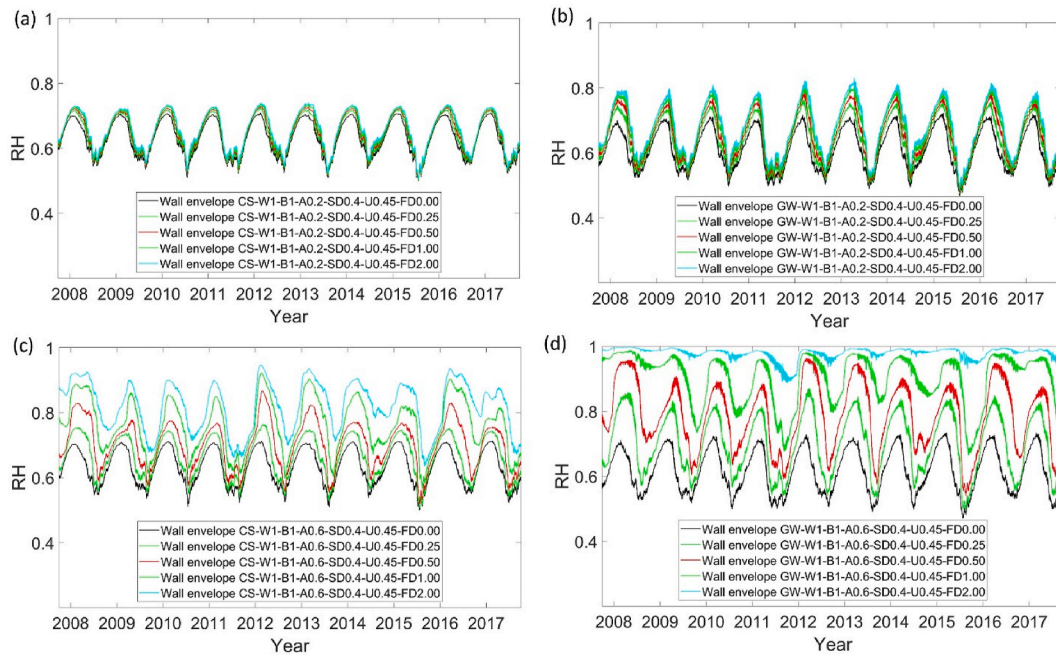 (a)
1
0.8
RH
0.6
0.4
Wall envelope CS-W1-B1-A0.2-SD0.4-U0.45-FD0.00
Wall envelope CS-W1-B1-A0.2-SD0.4-U0.45-FD0.25
Wall envelope CS-W1-B1-A0.2-SD0.4-U0.45-FD0.50
Wall envelope CS-W1-B1-A0.2-SD0.4-U0.45-FD1.00
Wall envelope CS-W1-B1-A0.2-SD0.4-U0.45-FD2.00
2008 2009 2010 2011 2012 2013 2014 2015 2016 2017
Year
(b)
1
0.8
RH
0.6
0.4
Wall envelope GW-W1-B1-A0.2-SD0.4-U0.45-FD0.00
Wall envelope GW-W1-B1-A0.2-SD0.4-U0.45-FD0.25
Wall envelope GW-W1-B1-A0.2-SD0.4-U0.45-FD0.50
Wall envelope GW-W1-B1-A0.2-SD0.4-U0.45-FD1.00
Wall envelope GW-W1-B1-A0.2-SD0.4-U0.45-FD2.00
2008 2009 2010 2011 2012 2013 2014 2015 2016 2017
Year
(c)
1
0.8
RH
0.6
0.4
Wall envelope CS-W1-B1-A0.6-SD0.4-U0.45-FD0.00
Wall envelope CS-W1-B1-A0.6-SD0.4-U0.45-FD0.25
Wall envelope CS-W1-B1-A0.6-SD0.4-U0.45-FD0.50
Wall envelope CS-W1-B1-A0.6-SD0.4-U0.45-FD1.00
Wall envelope CS-W1-B1-A0.6-SD0.4-U0.45-FD2.00
2008 2009 2010 2011 2012 2013 2014 2015 2016 2017
Year
(d)
1
0.8
RH
0.6
0.4
Wall envelope GW-W1-B1-A0.6-SD0.4-U0.45-FD0.00
Wall envelope GW-W1-B1-A0.6-SD0.4-U0.45-FD0.25
Wall envelope GW-W1-B1-A0.6-SD0.4-U0.45-FD0.50
Wall envelope GW-W1-B1-A0.6-SD0.4-U0.45-FD1.00
Wall envelope GW-W1-B1-A0.6-SD0.4-U0.45-FD2.00
2008 2009 2010 2011 2012 2013 2014 2015 2016 2017
Year